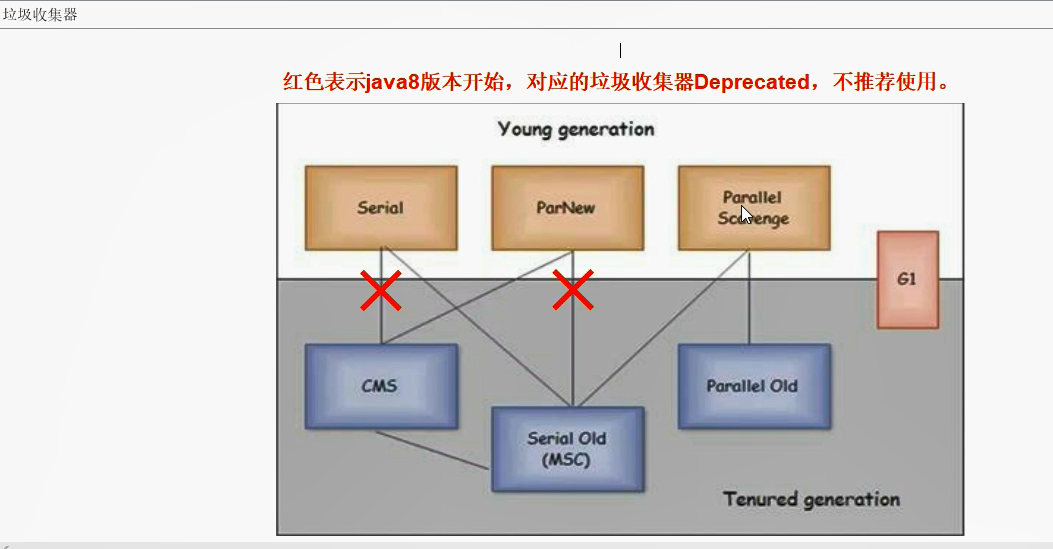 垃圾收集器
红色表示java8版本开始，对应的垃圾收集器Deprecated，不推荐使用。
Young generation
Serial
ParNew
Parallel
Scavenge
G1
CMS
Parallel Old
Serial Old
(MSC)
Tenured generation